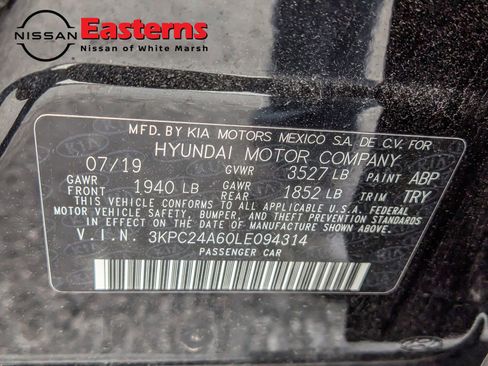 NISSAN
Easterns
Nissan of White Marsh
MFD. BY KIA MOTORS MEXICO S.A. DE C.V. FOR
HYUNDAI MOTOR COMPANY
07/19 GVWR 3527 LB PAINT ABP
GAWR FRONT 1940 LB GAWR REAR 1852 LB TRIM TRY
THIS VEHICLE CONFORMS TO ALL APPLICABLE U.S.A. FEDERAL
MOTOR VEHICLE SAFETY, BUMPER, AND THEFT PREVENTION
STANDARDS IN EFFECT ON THE DATE OF MANUFACTURE SHOWN ABOVE.
V.I.N. 3KPC24A60LE094314
PASSENGER CAR